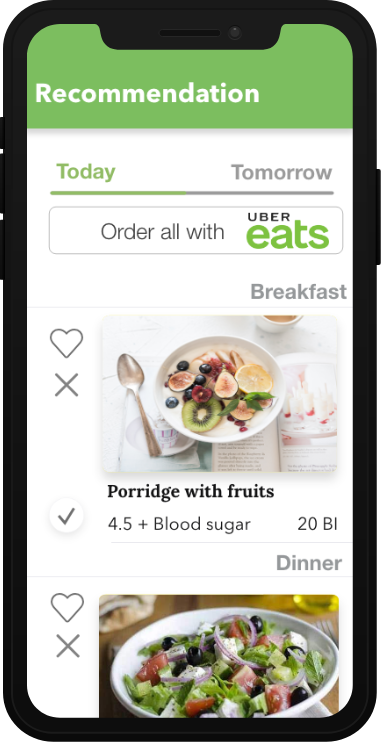 Recommendation
Today Tomorrow
Order all with UBER eats
Breakfast
Porridge with fruits
4.5 + Blood sugar 20 BI
Dinner